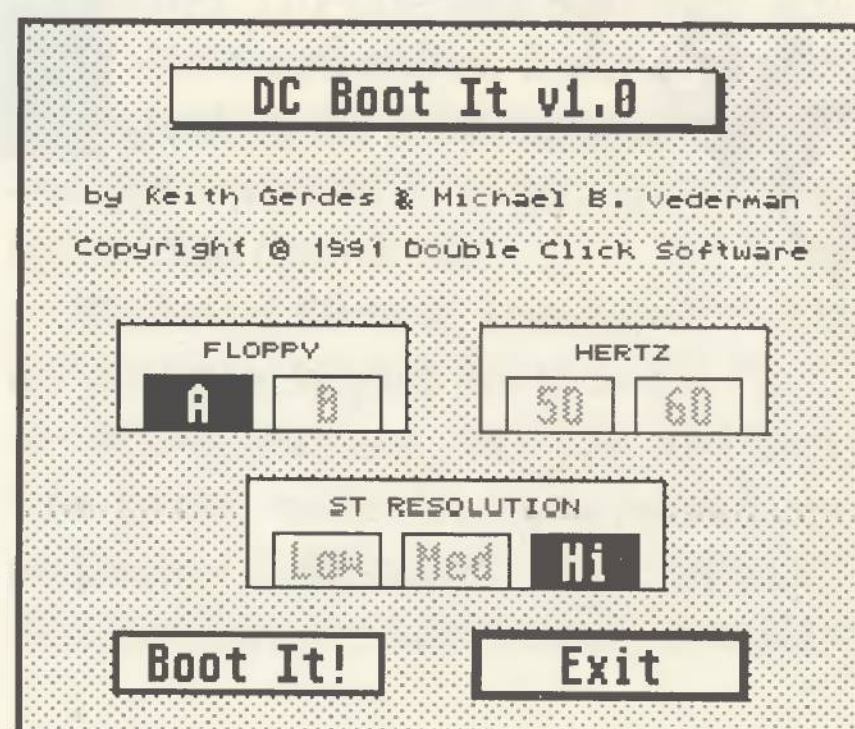 DC Boot It v1.0
by Keith Gerdes & Michael B. Vederman
Copyright @ 1991 Double Click Software
FLOPPY HERTZ
A B 50 60
ST RESOLUTION
Low Med Hi
Boot It! Exit